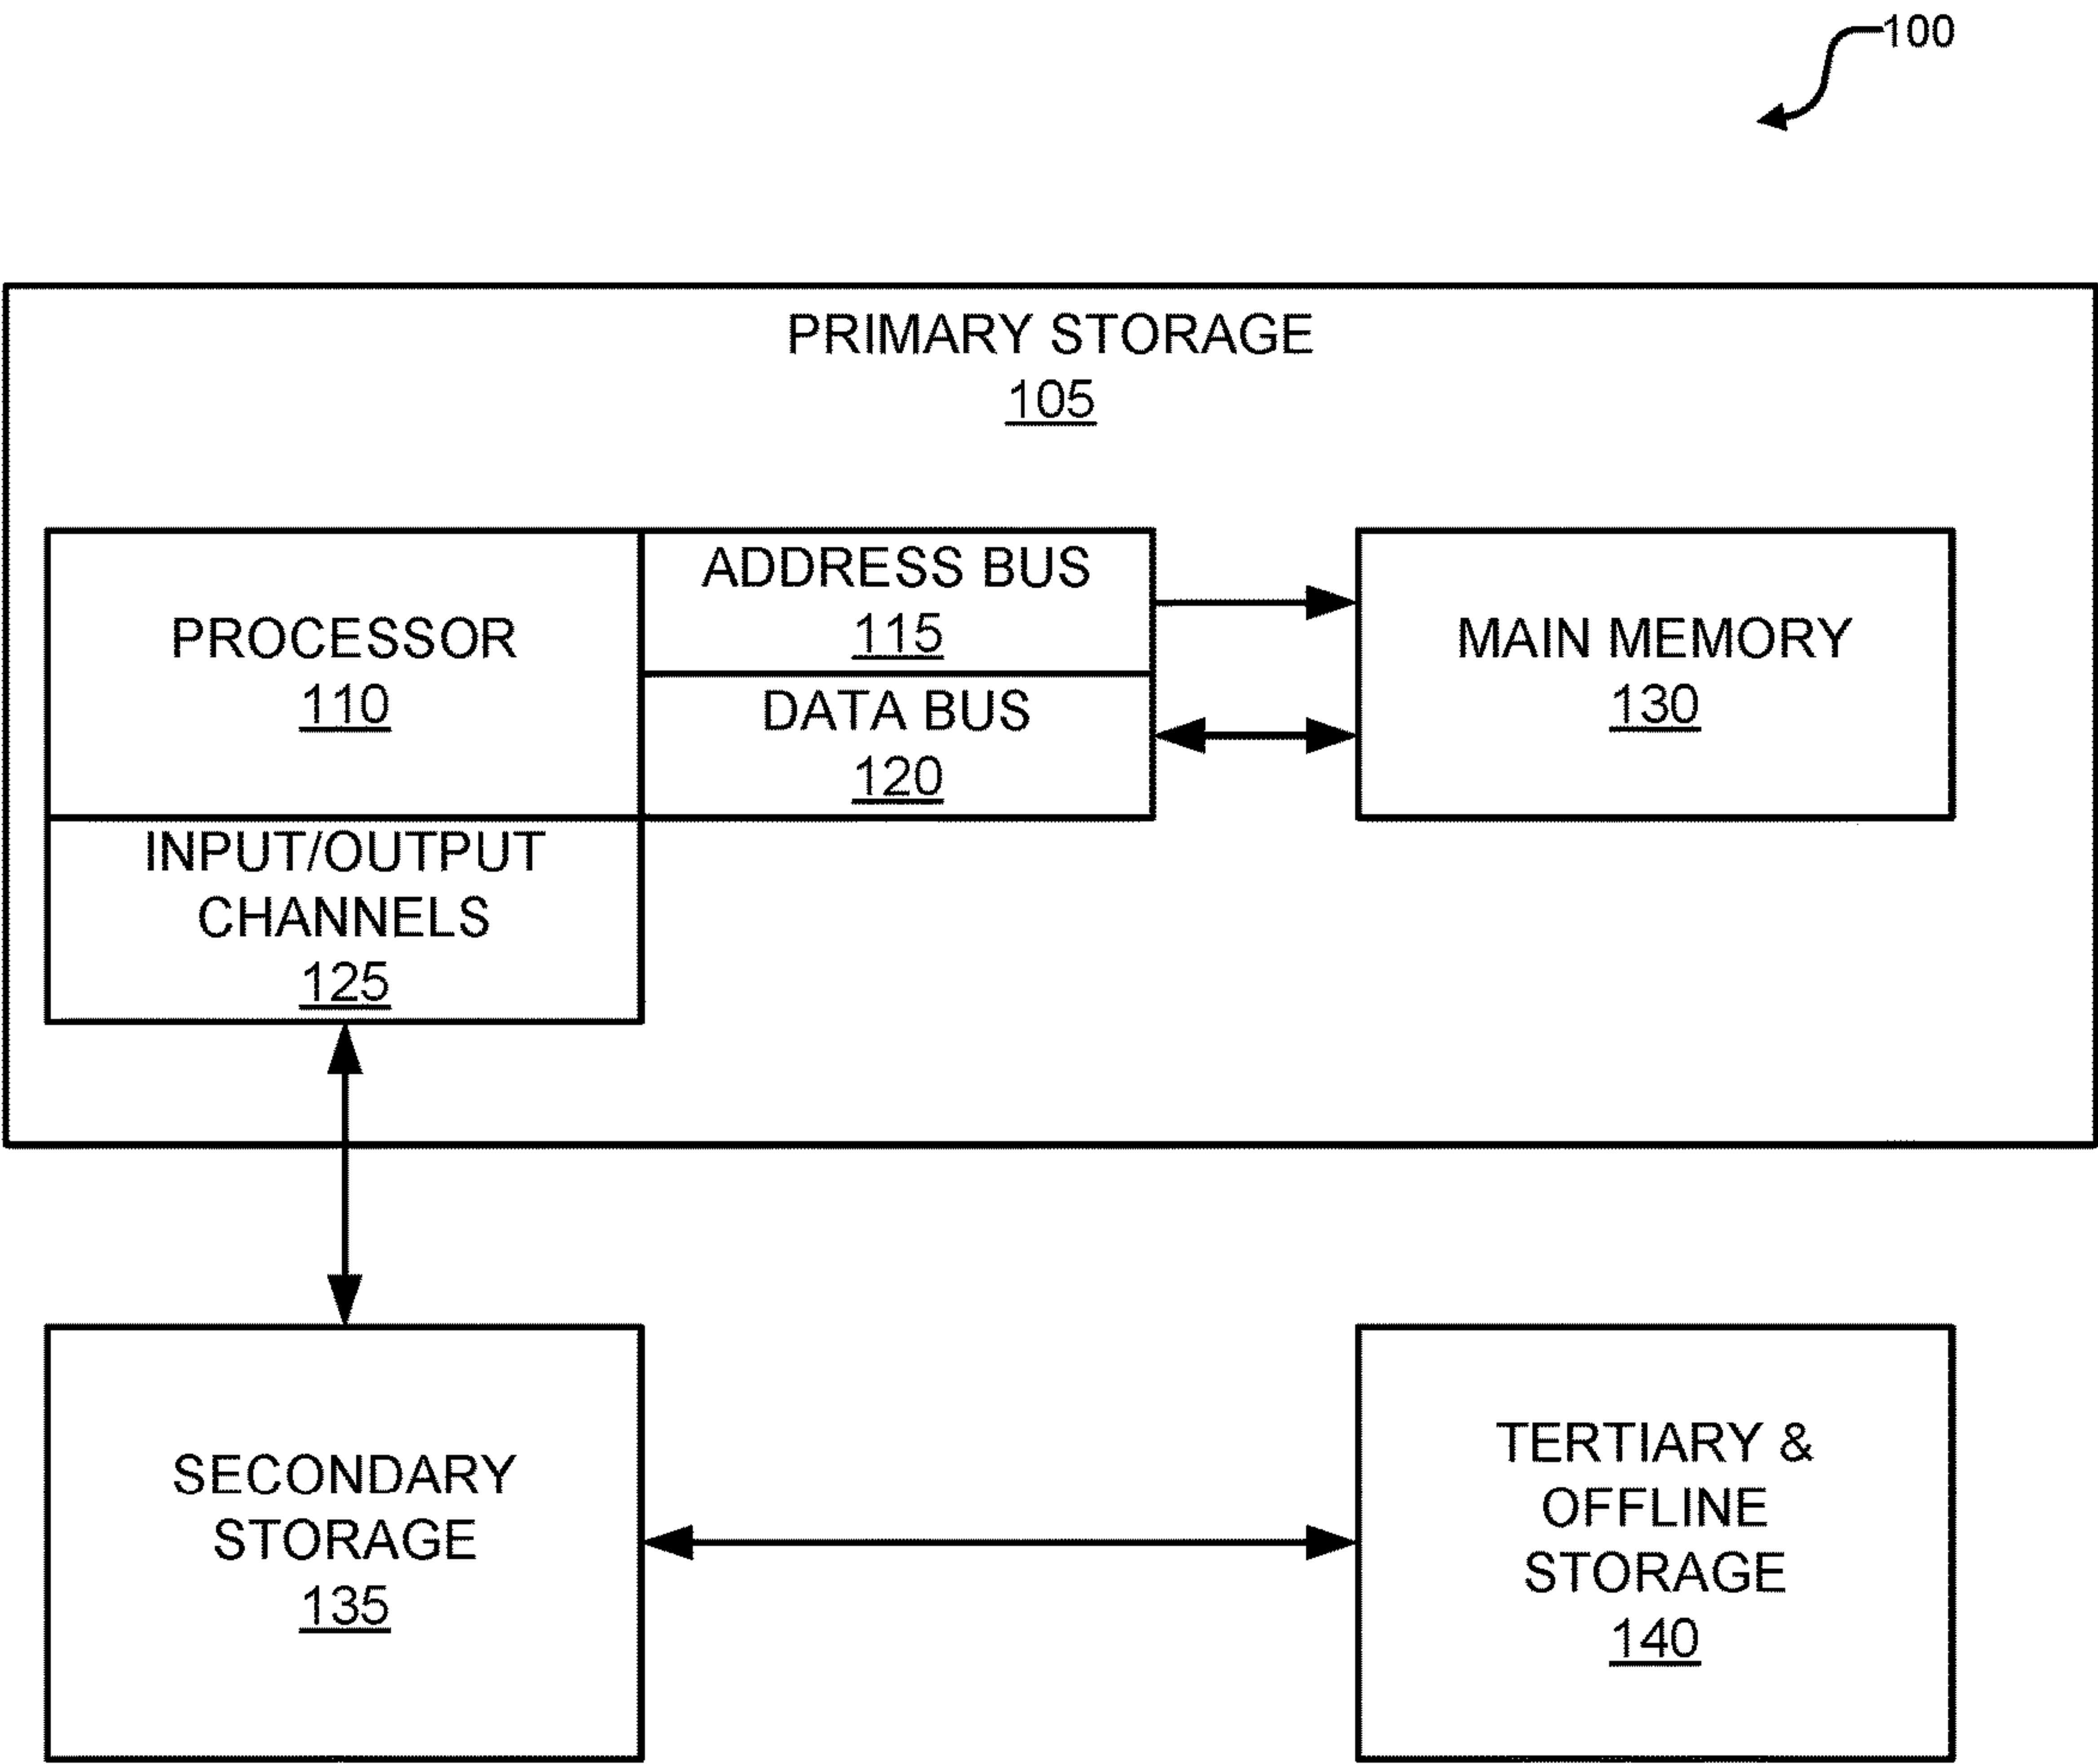 100
PRIMARY STORAGE
105
PROCESSOR
110
ADDRESS BUS
115
DATA BUS
120
MAIN MEMORY
130
INPUT/OUTPUT
CHANNELS
125
SECONDARY
STORAGE
135
TERTIARY &
OFFLINE
STORAGE
140